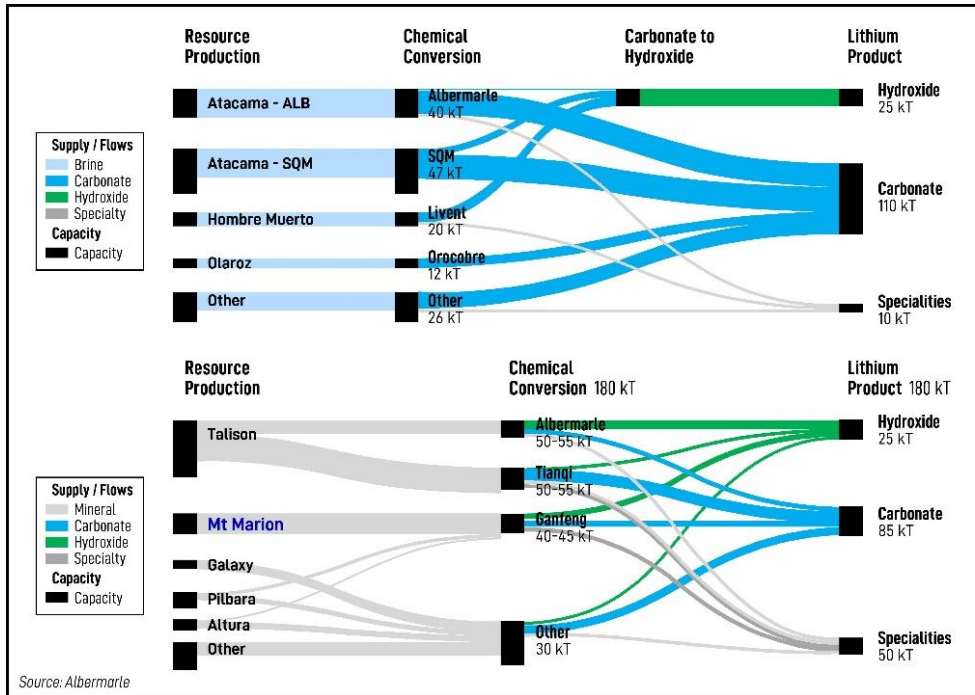 Resource
Production
Chemical
Conversion
Carbonate to
Hydroxide
Lithium
Product
Supply / Flows
Brine
Carbonate
Hydroxide
Specialty
Capacity
Capacity
Atacama - ALB
Atacama - SQM
Hombre Muerto
Olaroz
Other
Albermarle
40 kT
SQM
47 kT
Livent
20 kT
Orocobre
12 kT
Other
26 kT
Hydroxide
25 kT
Carbonate
110 kT
Specialities
10 kT
Resource
Production
Chemical
Conversion 180 kT
Lithium
Product 180 kT
Supply / Flows
Mineral
Carbonate
Hydroxide
Specialty
Capacity
Capacity
Talison
Mt Marion
Galaxy
Pilbara
Altura
Other
Albermarle
50-55 kT
Tianqi
50-55 kT
Ganfeng
40-45 kT
Other
30 kT
Hydroxide
25 kT
Carbonate
85 kT
Specialities
50 kT
Source: Albermarle